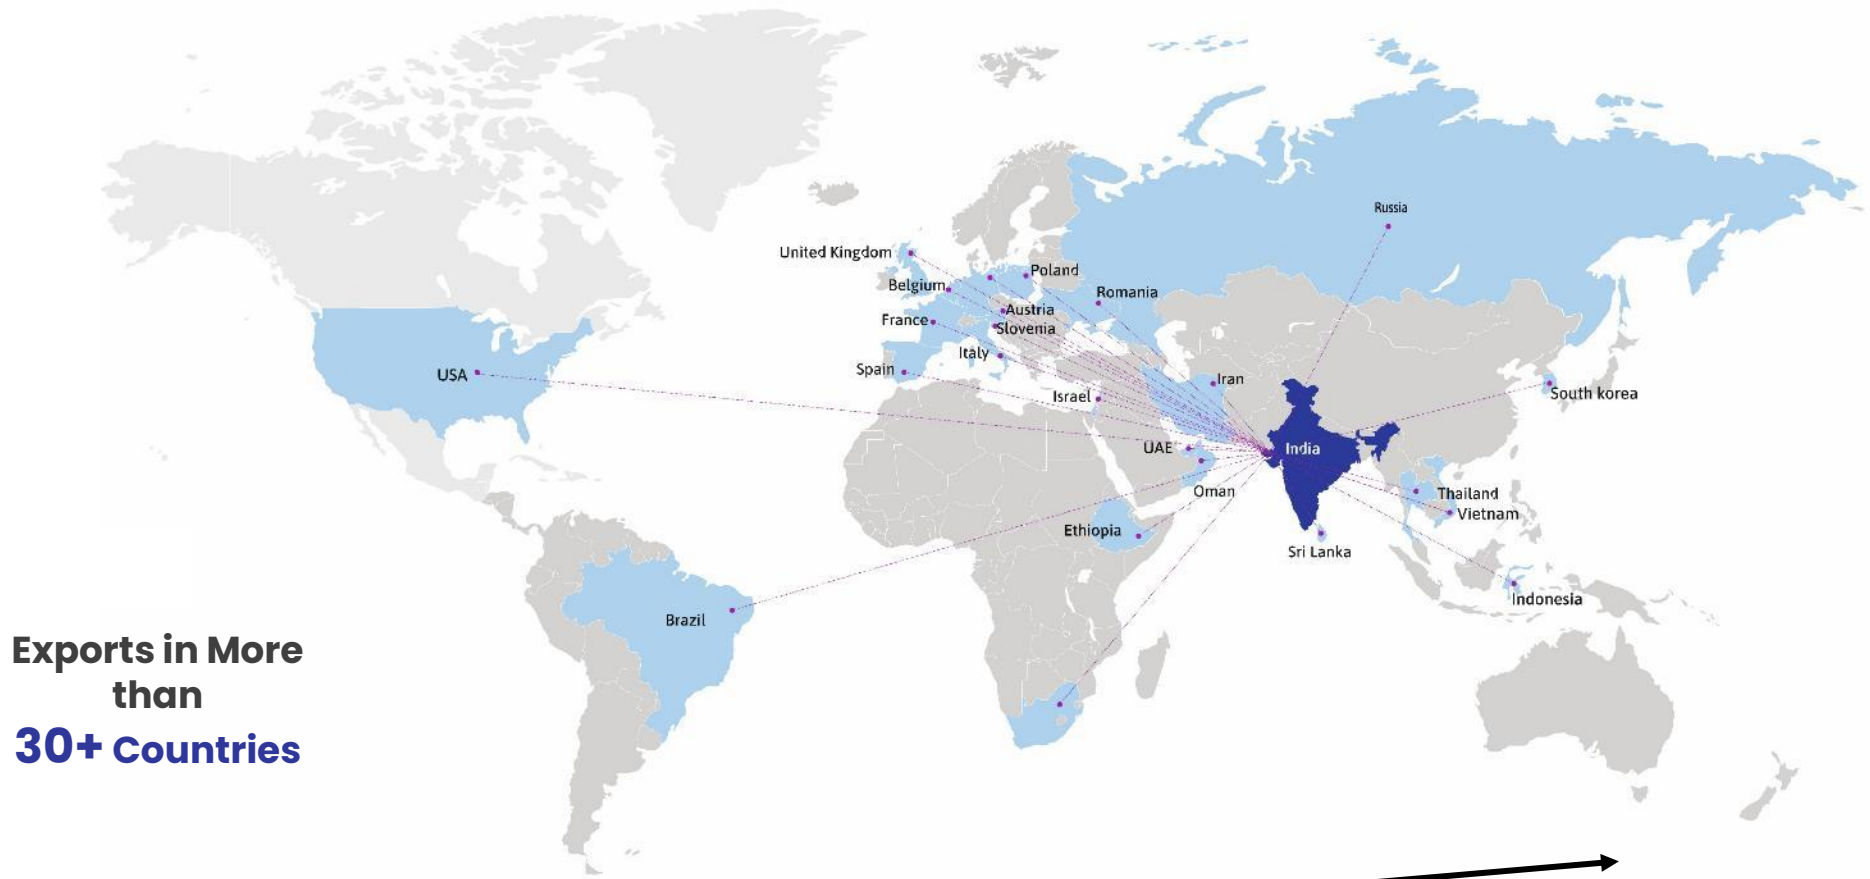 Russia
United Kingdom
Poland
Belgium
Romania
Austria
France
Slovenia
Italy
Spain
USA
Iran
Israel
South korea
UAE
India
Oman
Thailand
Vietnam
Ethiopia
Sri Lanka
Indonesia
Brazil
Exports in More
than
30+ Countries